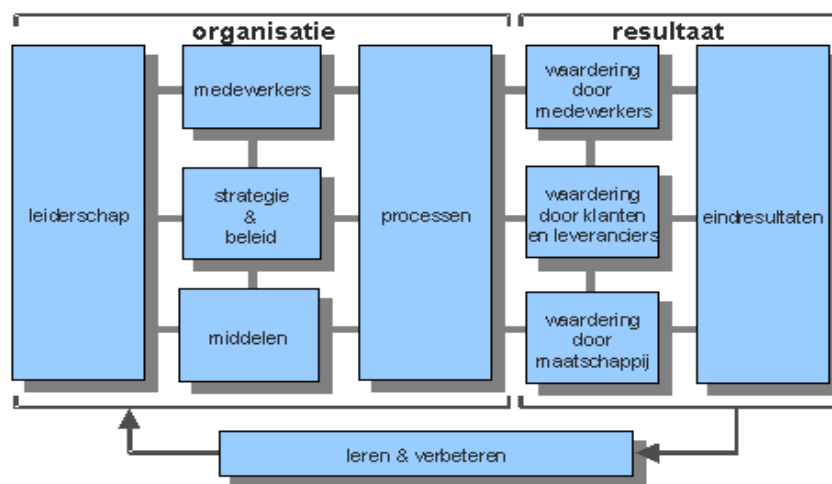 organisatie
resultaat
leiderschap
medewerkers
strategie
&
beleid
middelen
processen
waardering
door
medewerkers
waardering
door klanten
en leveranciers
waardering
door
maatschappij
eindresultaten
leren & verbeteren